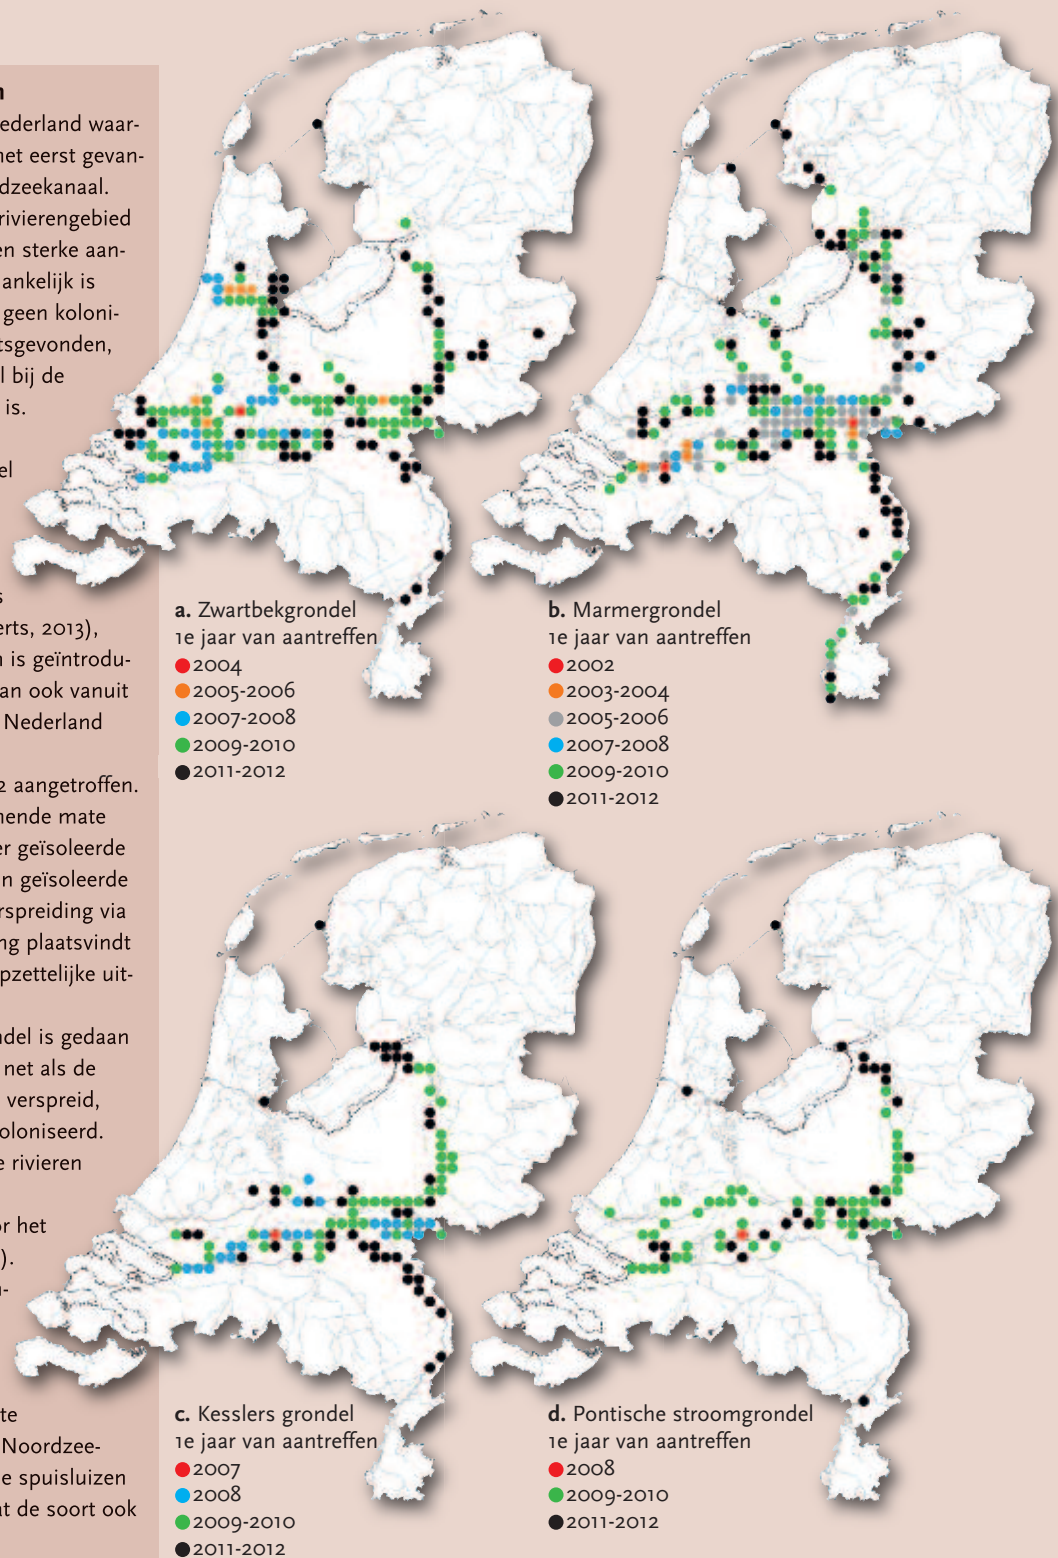 n
ederland waar-
het eerst gevan-
dzeekanaal.
rivierengebied
en sterke aan-
ankelijk is
geen koloni-
tsgevonden,
l bij de
is.
el
s
erts, 2013),
n is geïntrodu-
an ook vanuit
Nederland
2 aangetroffen.
nende mate
er geïsoleerde
n geïsoleerde
rspreiding via
ng plaatsvindt
pzettelijke uit-
ndel is gedaan
net als de
verspreid,
oloniseerd.
e rivieren
or het
).
-
te
Noordzee-
e spuisluizen
at de soort ook
a. Zwartbekgrondel
1e jaar van aantreffen
2004
2005-2006
2007-2008
2009-2010
2011-2012
b. Marmergrondel
1e jaar van aantreffen
2002
2003-2004
2005-2006
2007-2008
2009-2010
2011-2012
c. Kesslers grondel
1e jaar van aantreffen
2007
2008
2009-2010
2011-2012
d. Pontische stroomgrondel
1e jaar van aantreffen
2008
2009-2010
2011-2012